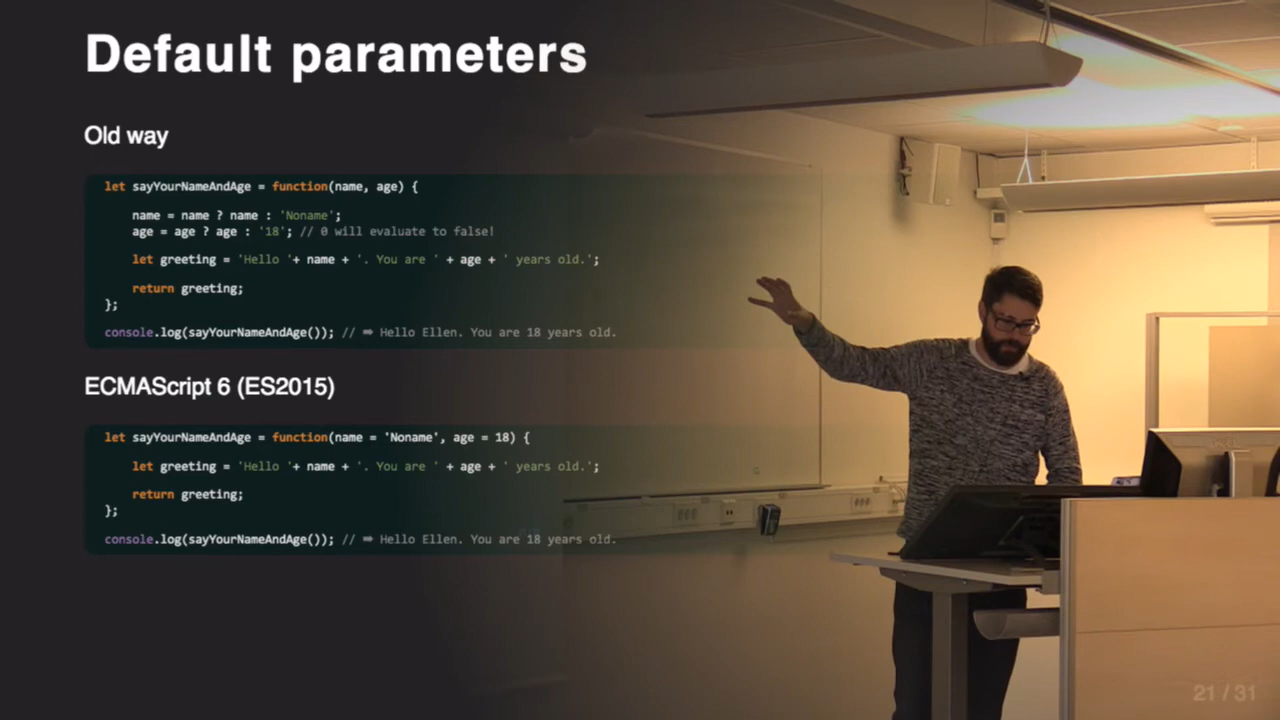 Default parameters
Old way
let sayYourNameAndAge = function(name, age) {
name = name ? name : 'Noname';
age = age ? age : '18'; // 0 will evaluate to false!
let greeting = 'Hello '+ name + '. You are ' + age + ' years old.';
return greeting;
};
console.log(sayYourNameAndAge()); // ➡ Hello Ellen. You are 18 years old.
ECMAScript 6 (ES2015)
let sayYourNameAndAge = function(name = 'Noname', age = 18) {
let greeting = 'Hello '+ name + '. You are ' + age + ' years old.';
return greeting;
};
console.log(sayYourNameAndAge()); // ➡ Hello Ellen. You are 18 years old.
21 / 31